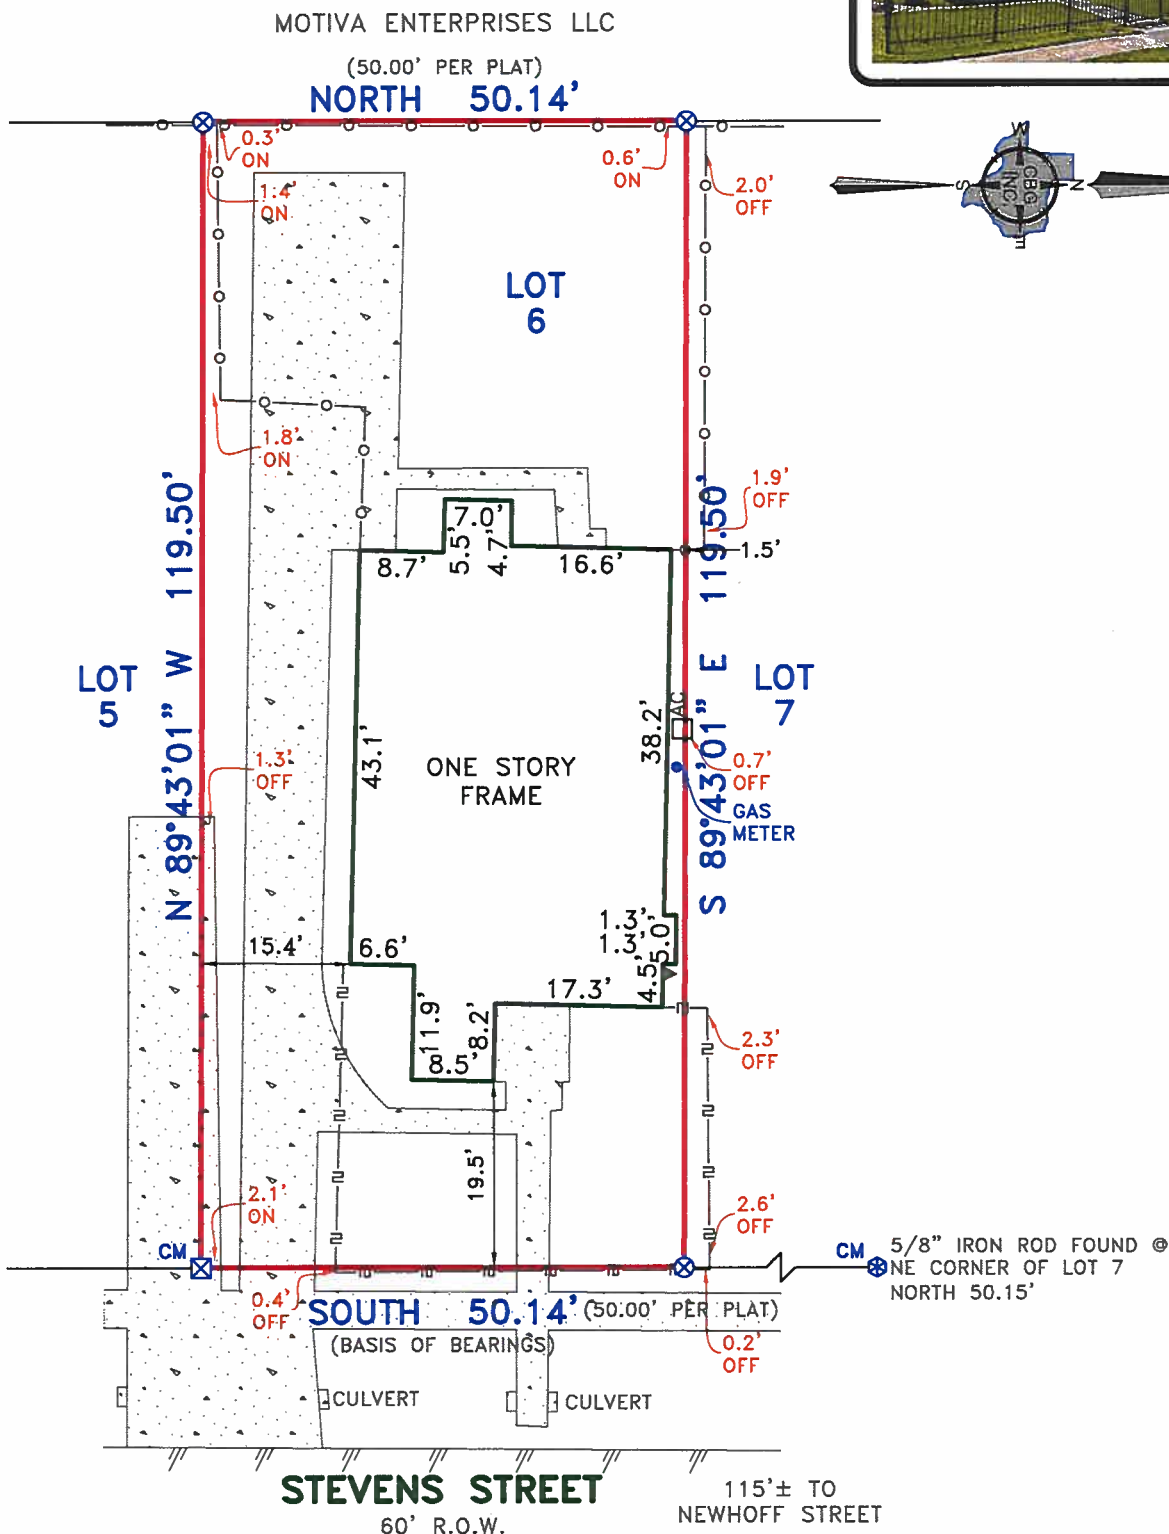 MOTIVA ENTERPRISES LLC
(50.00' PER PLAT)
NORTH 50.14'
0.3'
ON
1.4'
ON
0.6'
ON
2.0'
OFF
W
S
GBG
INC.
N
E
LOT
6
1.8'
ON
1.9'
OFF
7.0'
5.5'
4.7'
8.7'
16.6'
1.5'
N 89°43'01" W 119.50'
S 89°43'01" E 119.50'
LOT
5
LOT
7
43.1'
38.2'
AC
ONE STORY
FRAME
1.3'
OFF
0.7'
OFF
GAS
METER
15.4'
6.6'
1.3'
1.3'
5.0'
4.5'
17.3'
11.9'
8.2'
8.5'
2.3'
OFF
19.5'
2.1'
ON
2.6'
OFF
CM
CM
5/8" IRON ROD FOUND @
NE CORNER OF LOT 7
NORTH 50.15'
0.4'
OFF
SOUTH 50.14' (50.00' PER PLAT)
(BASIS OF BEARINGS)
0.2'
OFF
CULVERT
CULVERT
STEVENS STREET
60' R.O.W.
115'± TO
NEWHOFF STREET